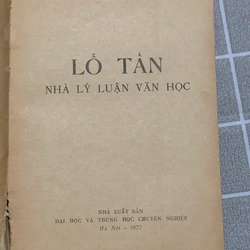 LỖ TẤN
NHÀ LÝ LUẬN VĂN HỌC
NHÀ XUẤT BẢN
ĐẠI HỌC VÀ TRUNG HỌC CHUYÊN NGHIỆP
Hà Nội – 1977